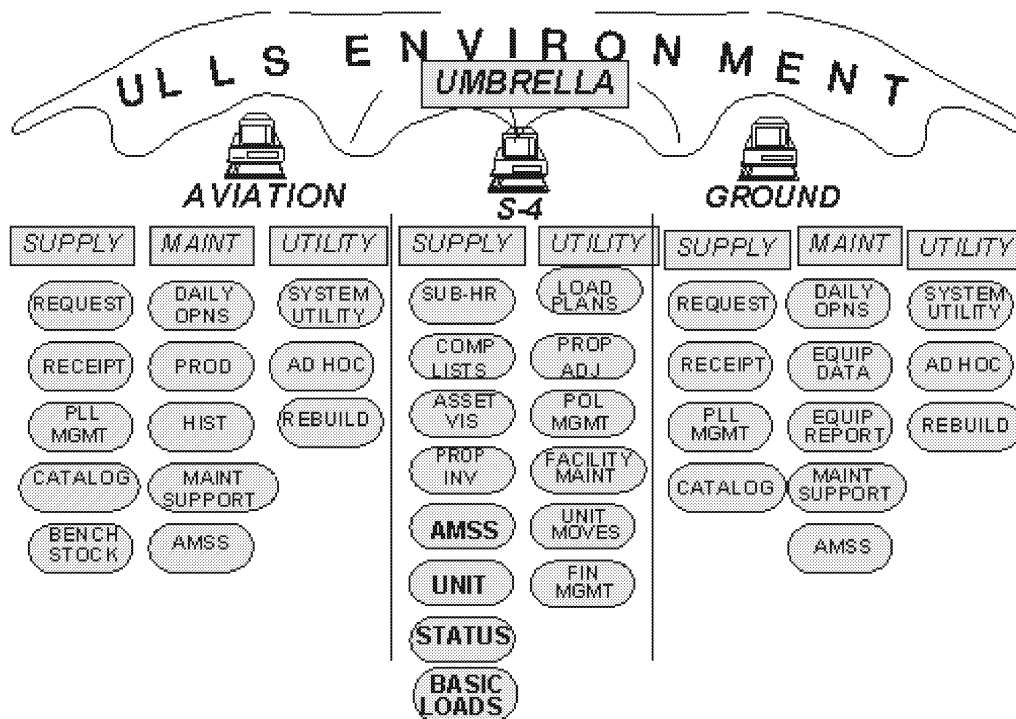 ULLS ENVIRONMENT
UMBRELLA
AVIATION
SUPPLY
REQUEST
RECEIPT
PLL
MGMT
CATALOG
BENCH
STOCK
MAINT
DAILY
OPNS
PROD
HIST
MAINT
SUPPORT
AMSS
UTILITY
SYSTEM
UTILITY
AD HOC
REBUILD
S-4
SUPPLY
SUB-HR
COMP
LISTS
ASSET
VIS
PROP
INV
AMSS
UNIT
STATUS
BASIC
LOADS
UTILITY
LOAD
PLANS
PROP
ADJ
POL
MGMT
FACILITY
MAINT
UNIT
MOVES
FIN
MGMT
GROUND
SUPPLY
REQUEST
RECEIPT
PLL
MGMT
CATALOG
MAINT
DAILY
OPNS
EQUIP
DATA
EQUIP
REPORT
MAINT
SUPPORT
AMSS
UTILITY
SYSTEM
UTILITY
AD HOC
REBUILD